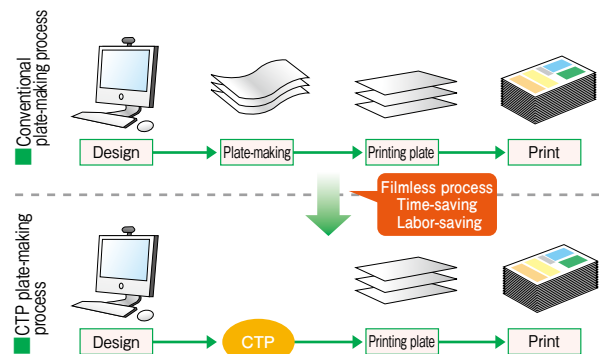 Conventional
plate-making process
Design
Plate-making
Printing plate
Print
Filmless process
Time-saving
Labor-saving
CTP plate-making
process
Design
CTP
Printing plate
Print